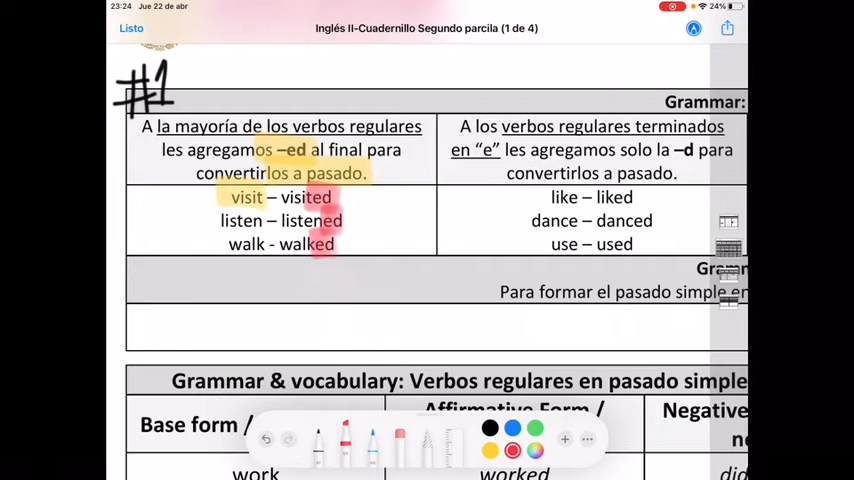 23:24 Jue 22 de abr
24%
Listo
Inglés II-Cuadernillo Segundo parcila (1 de 4)
#1
Grammar:
A la mayoría de los verbos regulares
les agregamos –ed al final para
convertirlos a pasado.
A los verbos regulares terminados
en “e” les agregamos solo la –d para
convertirlos a pasado.
visit – visited
listen – listened
walk - walked
like – liked
dance – danced
use – used
Para formar el pasado simple en
Grammar & vocabulary: Verbos regulares en pasado simple
Base form /
Affirmative Form /
Negative
work
worked
did